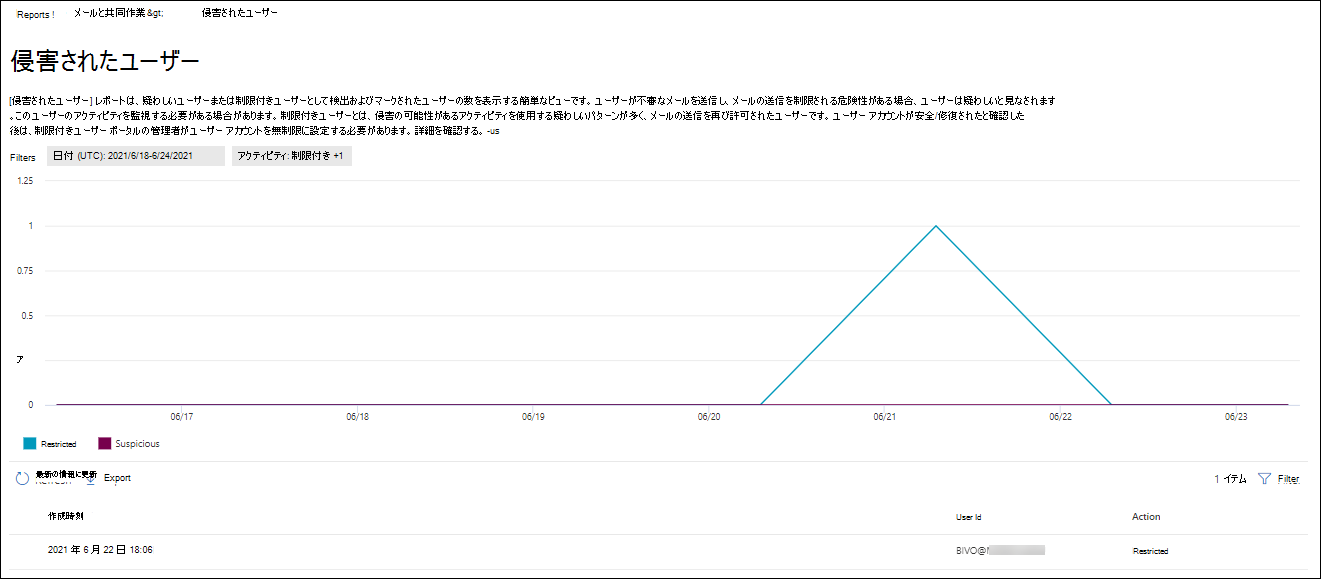 Reports ! メールと共同作業 &gt; 侵害されたユーザー
侵害されたユーザー
[侵害されたユーザー] レポートは、疑わしいユーザーまたは制限付きユーザーとして検出およびマークされたユーザーの数を表示する簡単なビューです。ユーザーが不審なメールを送信し、メールの送信を制限される危険性がある場合、ユーザーは疑わしいと見なされます
。このユーザーのアクティビティを監視する必要がある場合があります。制限付きユーザーとは、侵害の可能性があるアクティビティを使用する疑わしいパターンが多く、メールの送信を再び許可されたユーザーです。ユーザー アカウントが安全/修復されたと確認した
後は、制限付きユーザー ポータルの管理者がユーザー アカウントを無制限に設定する必要があります。詳細を確認する。-us
Filters 日付 (UTC): 2021/6/18-6/24/2021 アクティビティ: 制限付き +1
1.25
1
0.75
0.5
ア
0
06/17 06/18 06/19 06/20 06/21 06/22 06/23
Restricted Suspicious
最新の情報に更新 Export 1 イテム Filter
作成時刻 User Id Action
2021 年 6 月 22 日 18:06 BIVO@ Restricted